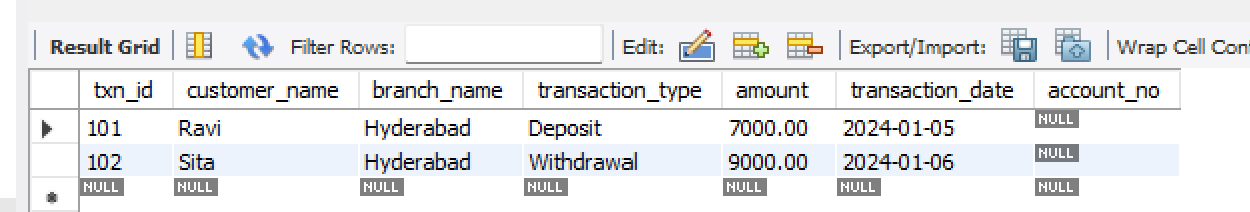 Result Grid Filter Rows: Edit: Export/Import: Wrap Cell Con
txn_id customer_name branch_name transaction_type amount transaction_date account_no
101 Ravi Hyderabad Deposit 7000.00 2024-01-05 NULL
102 Sita Hyderabad Withdrawal 9000.00 2024-01-06 NULL
NULL NULL NULL NULL NULL NULL NULL